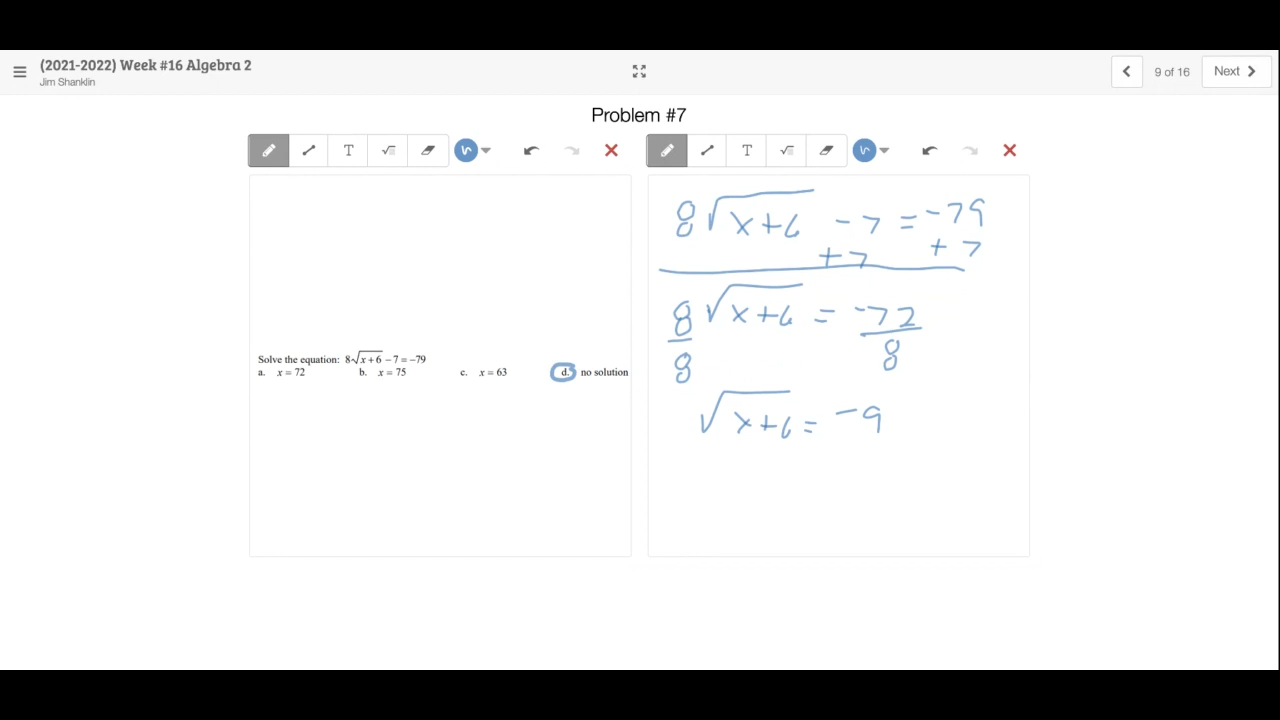 (2021-2022) Week #16 Algebra 2
Jim Shanklin
9 of 16
Next
Problem #7
T
T
Solve the equation: 8√x+6 − 7 = −79
a. x = 72 b. x = 75 c. x = 63 d. no solution
8√x+6 - 7 = -79
+7 +7
8√x+6 = -72
8 8
√x+6 = -9